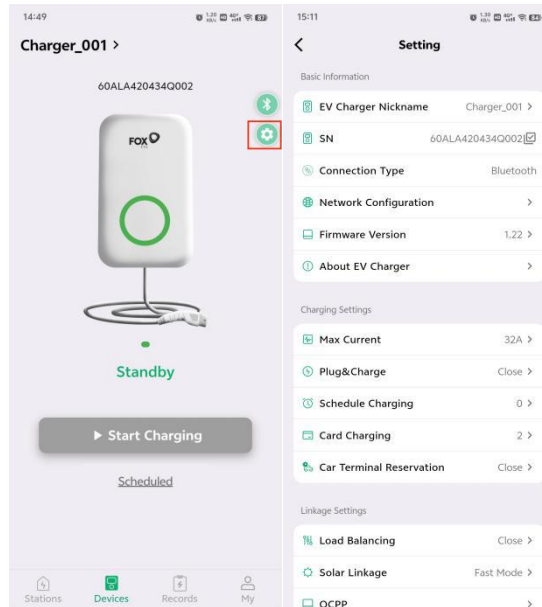 14:49
Charger_001 >
60ALA420434Q002
FOX
Standby
Start Charging
Scheduled
Stations Devices Records My
15:11
Setting
Basic Information
EV Charger Nickname Charger_001 >
SN 60ALA420434Q002
Connection Type Bluetooth
Network Configuration >
Firmware Version 1.22 >
About EV Charger >
Charging Settings
Max Current 32A >
Plug&Charge Close >
Schedule Charging 0 >
Card Charging 2 >
Car Terminal Reservation Close >
Linkage Settings
Load Balancing Close >
Solar Linkage Fast Mode >
OCPP >